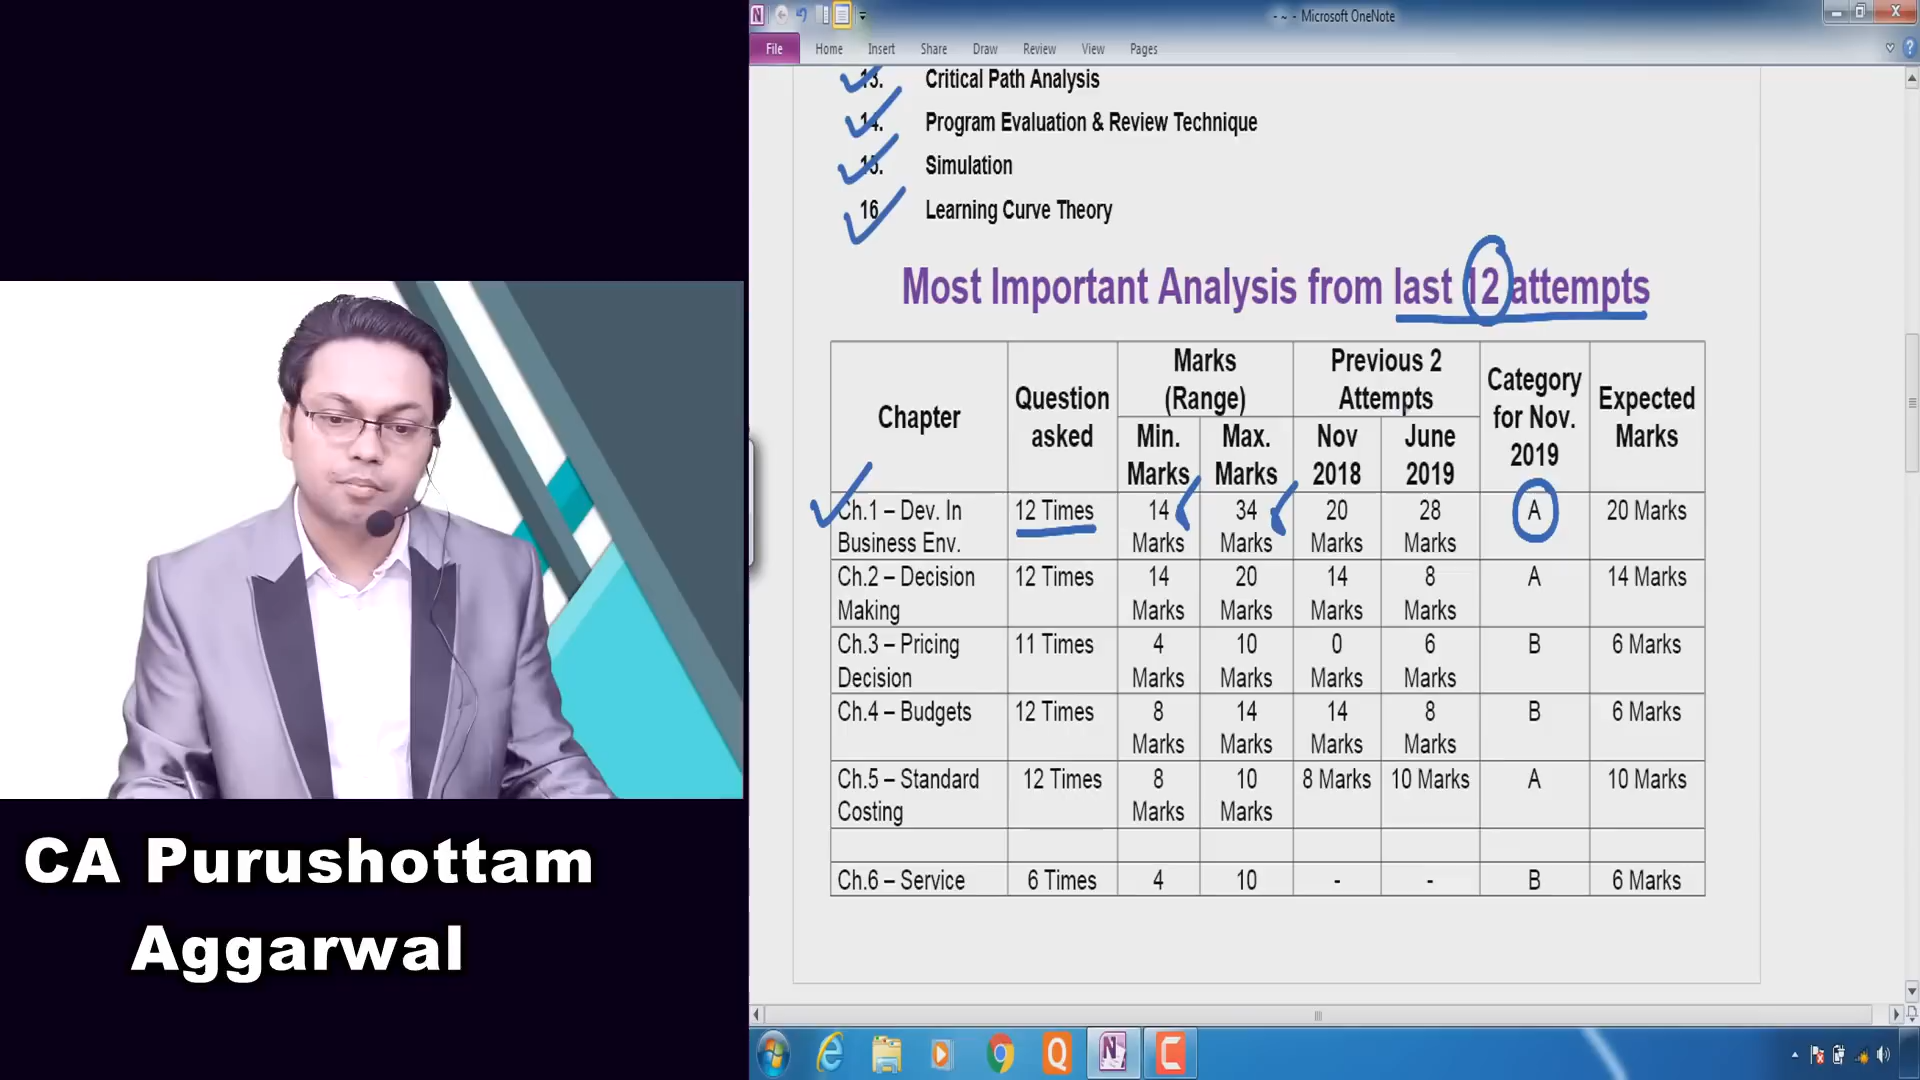 - ~ - Microsoft OneNote
File Home Insert Share Draw Review View Pages
13. Critical Path Analysis
14. Program Evaluation & Review Technique
15. Simulation
16. Learning Curve Theory
Most Important Analysis from last 12 attempts
Chapter
Question asked
Marks (Range)
Previous 2 Attempts
Category for Nov. 2019
Expected Marks
Min. Marks
Max. Marks
Nov 2018
June 2019
Ch.1 – Dev. In Business Env. 12 Times 14 Marks 34 Marks 20 Marks 28 Marks A 20 Marks
Ch.2 – Decision Making 12 Times 14 Marks 20 Marks 14 Marks 8 Marks A 14 Marks
Ch.3 – Pricing Decision 11 Times 4 Marks 10 Marks 0 Marks 6 Marks B 6 Marks
Ch.4 – Budgets 12 Times 8 Marks 14 Marks 14 Marks 8 Marks B 6 Marks
Ch.5 – Standard Costing 12 Times 8 Marks 10 Marks 8 Marks 10 Marks A 10 Marks
Ch.6 – Service 6 Times 4 10 - - B 6 Marks
CA Purushottam
Aggarwal